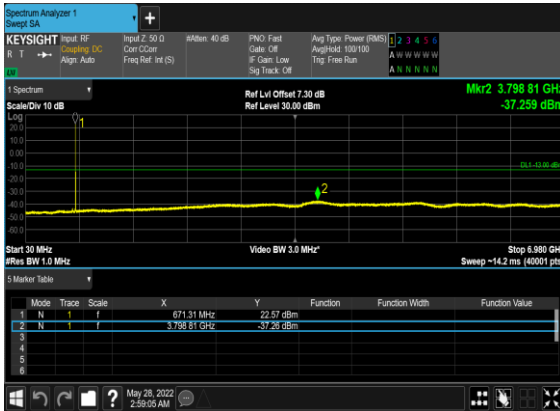 Spectrum Analyzer 1
Swept SA
KEYSIGHT Input: RF Input Z: 50 Ω #Atten: 40 dB PNO: Fast Avg Type: Power (RMS) 1 2 3 4 5 6
R T Coupling: DC Corr CCorr Gate: Off Avg|Hold: 100/100 A W W W W W
Align: Auto Freq Ref: Int (S) IF Gain: Low Trig: Free Run
Sig Track: Off A N N N N N
1 Spectrum
Ref Lvl Offset 7.30 dB Mkr2 3.798 81 GHz
Scale/Div 10 dB Ref Level 30.00 dBm -37.259 dBm
Log
20.0
10.0
0.00
-10.0
DL1 -13.00 dBm
-20.0
-30.0
-40.0
-50.0
-60.0
1
2
Start 30 MHz Video BW 3.0 MHz* Stop 6.980 GHz
#Res BW 1.0 MHz Sweep ~14.2 ms (40001 pts)
5 Marker Table
Mode Trace Scale X Y Function Function Width Function Value
1 N 1 f 671.31 MHz 22.57 dBm
2 N 1 f 3.798 81 GHz -37.26 dBm
3
4
5
6
May 28, 2022
2:59:05 AM